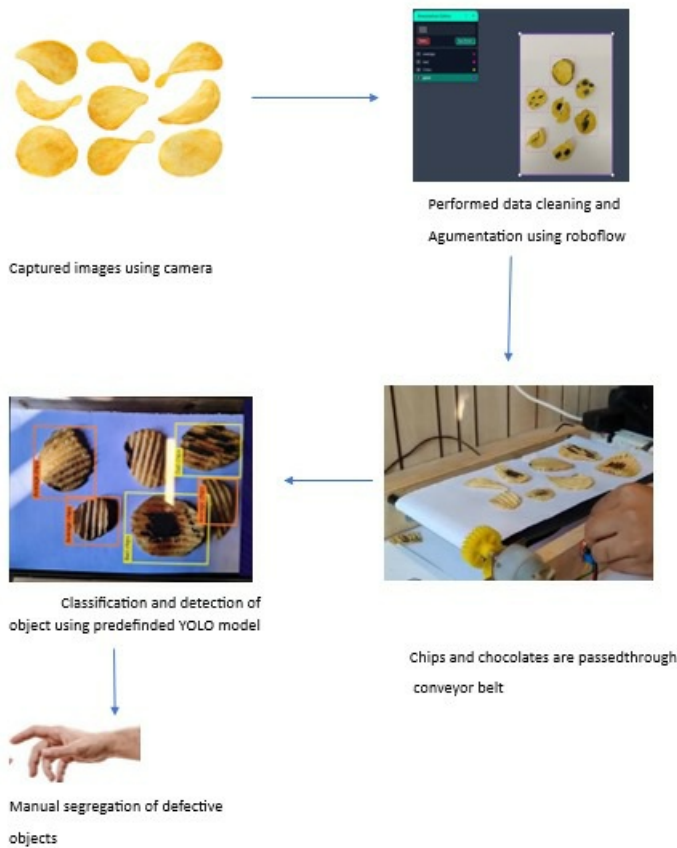 Captured images using camera
Performed data cleaning and
Agumentation using roboflow
Classification and detection of
object using predefinded YOLO model
Chips and chocolates are passedthrough
conveyor belt
Manual segregation of defective
objects